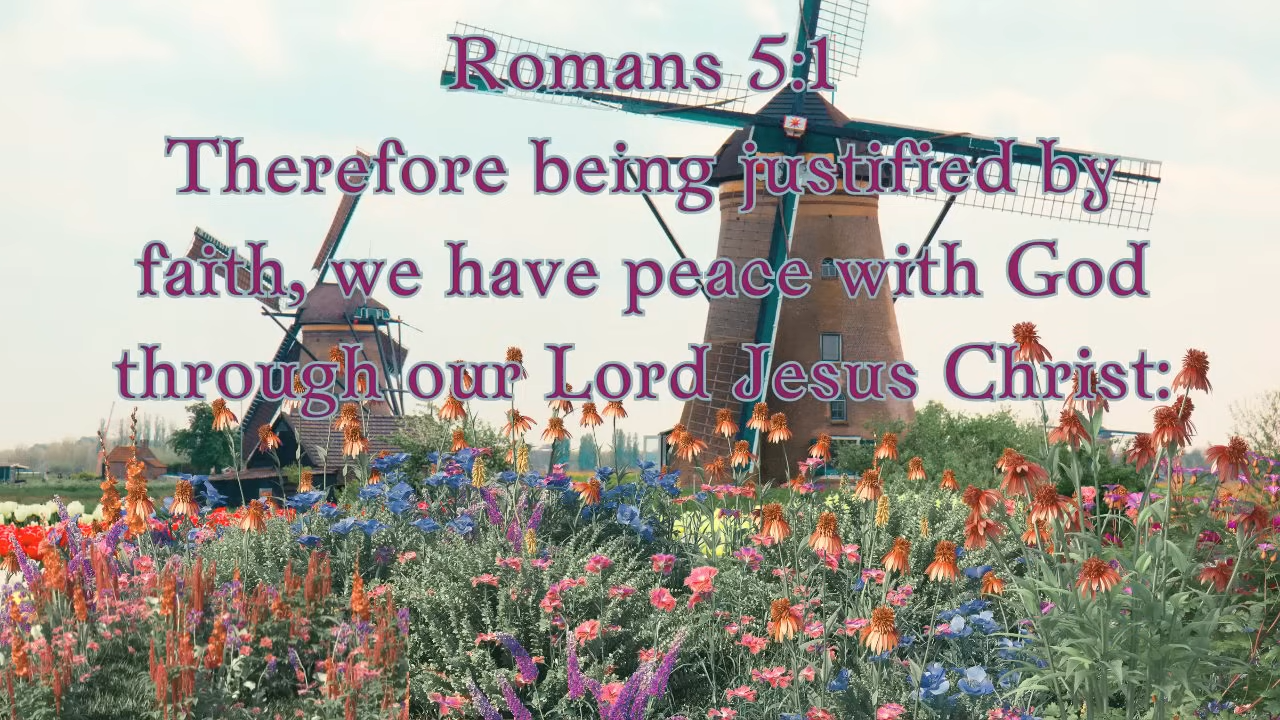 Romans 5:1
Therefore being justified by
faith, we have peace with God
through our Lord Jesus Christ: